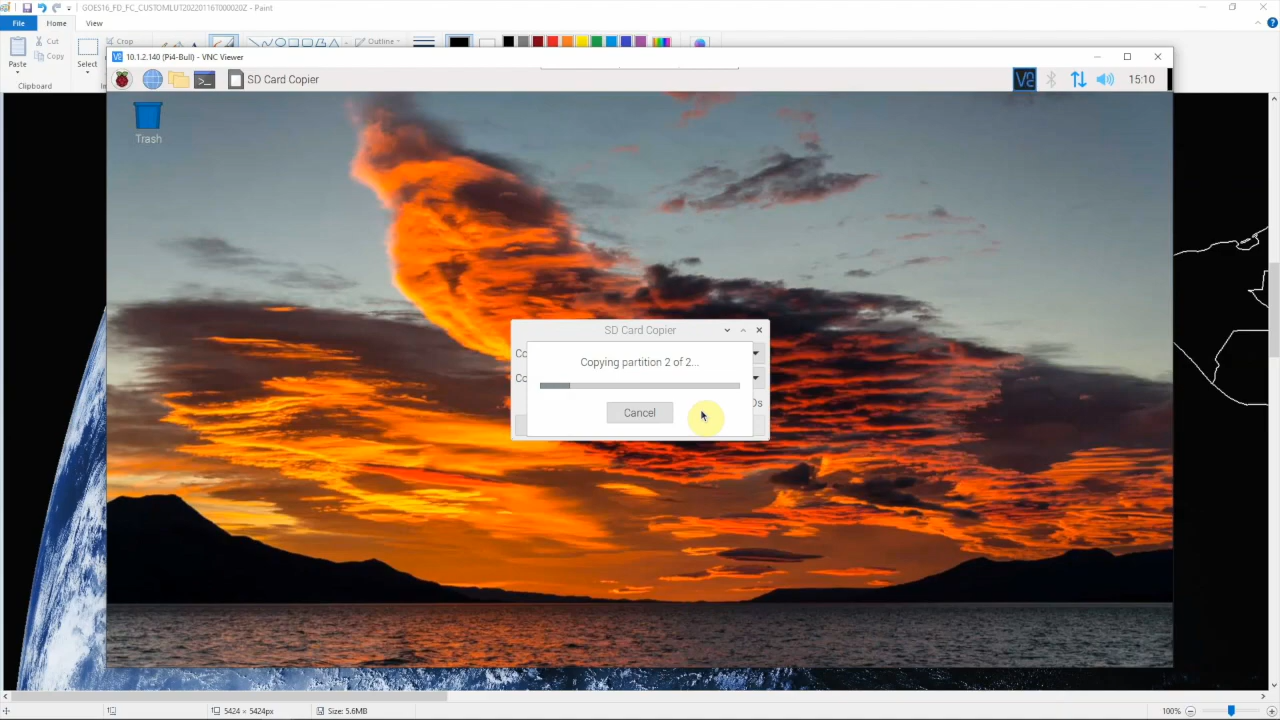 GOES16_FD_FC_CUSTOMLUT20220116T000020Z - Paint
File Home View
Paste
Cut
Copy
Clipboard
Select
Crop
Outline
10.1.2.140 (Pi4-Bull) - VNC Viewer
SD Card Copier
15:10
Trash
SD Card Copier
Copying partition 2 of 2...
Cancel
5424 × 5424px
Size: 5.6MB
100%